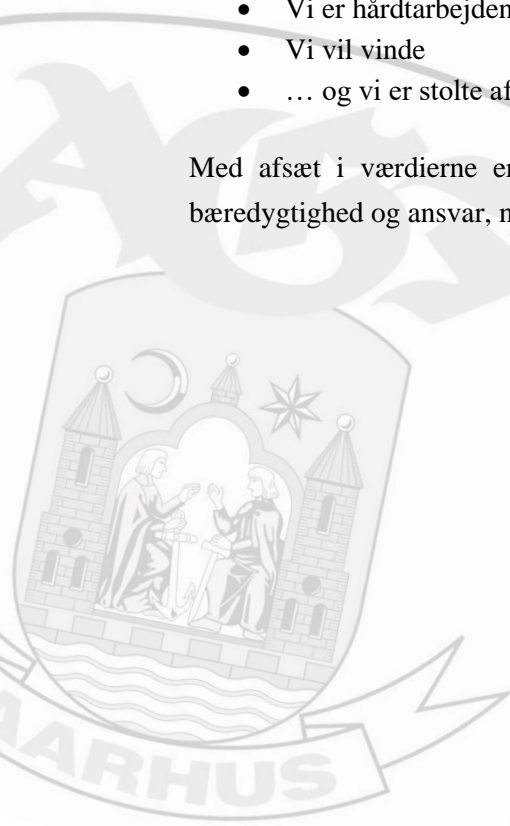 • Vi er hårdtarbejden
• Vi vil vinde
• … og vi er stolte af
Med afsæt i værdierne er
bæredygtighed og ansvar, n
AGF
AARHUS